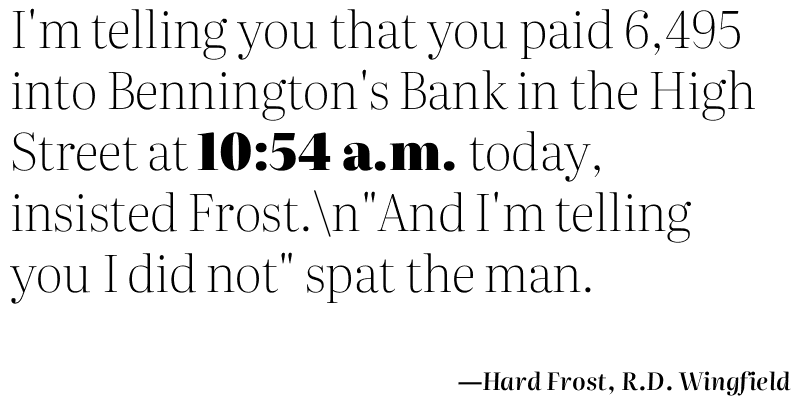 I'm telling you that you paid 6,495
into Bennington's Bank in the High
Street at 10:54 a.m. today,
insisted Frost.\n"And I'm telling
you I did not" spat the man.
—Hard Frost, R.D. Wingfield